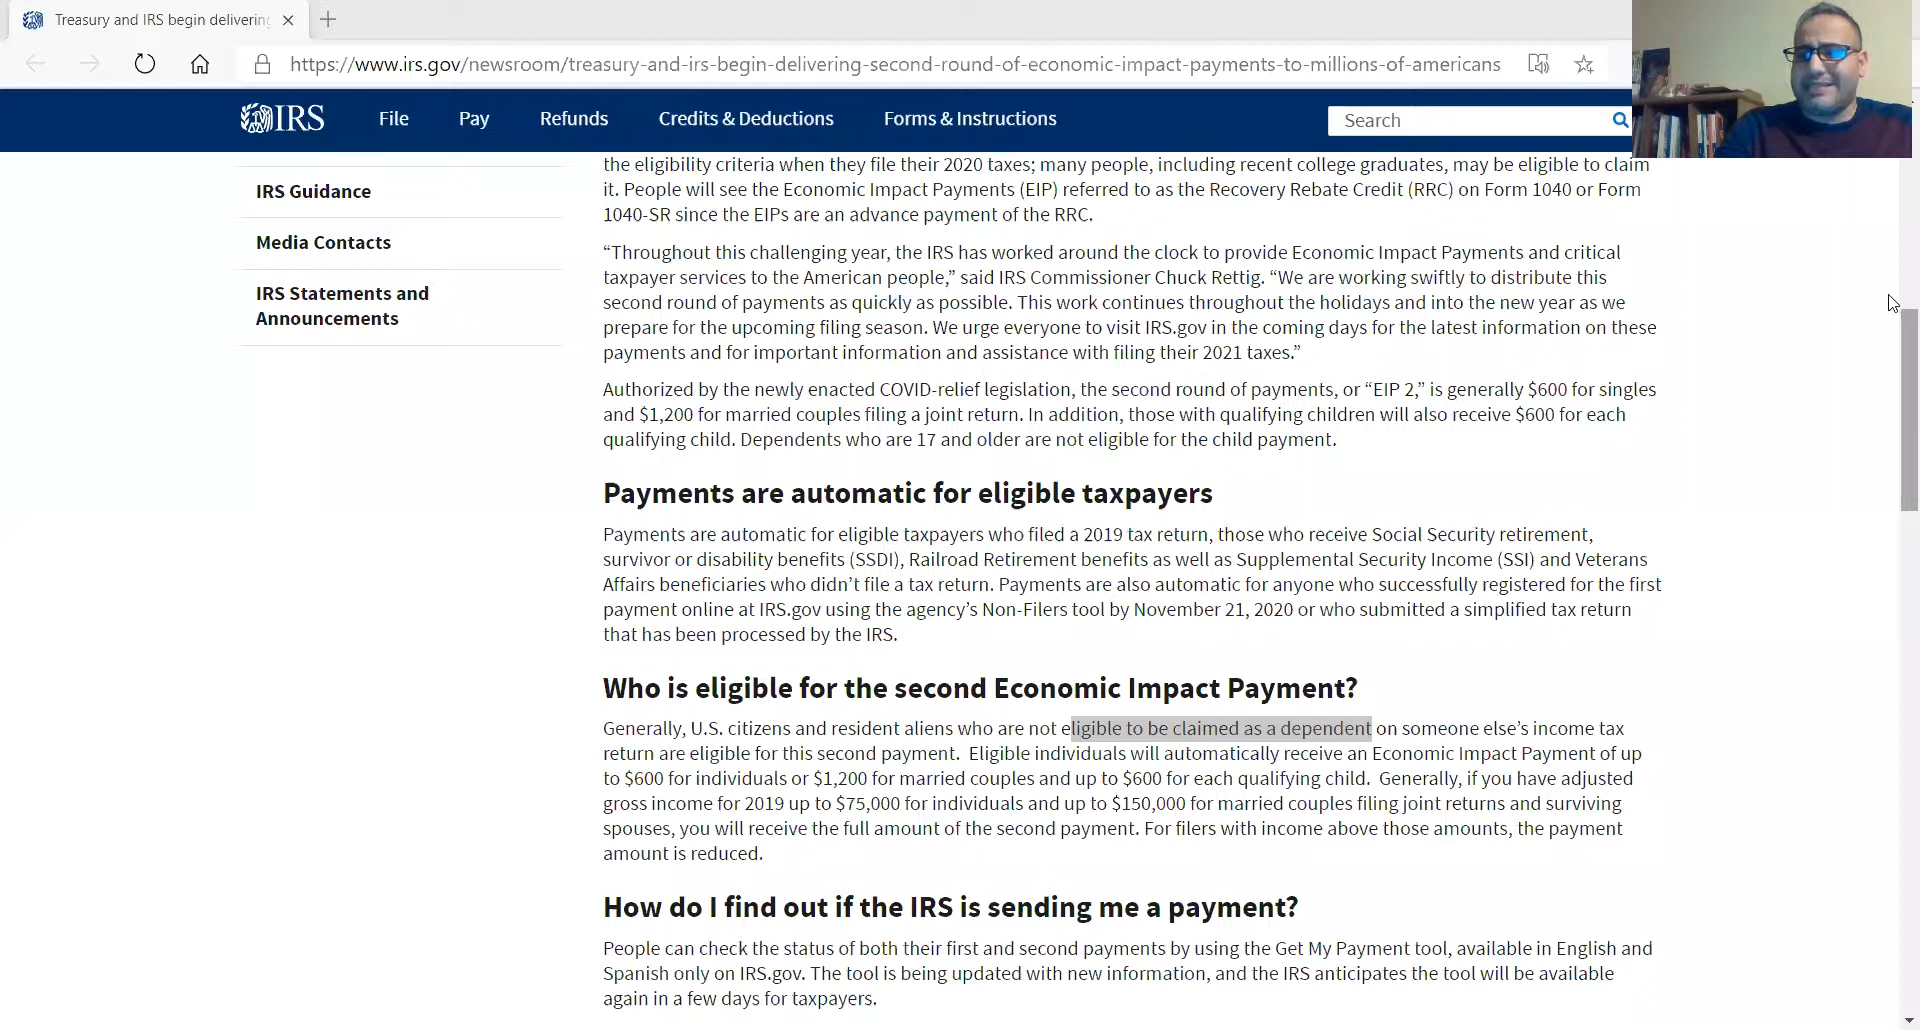 Treasury and IRS begin delivering
https://www.irs.gov/newsroom/treasury-and-irs-begin-delivering-second-round-of-economic-impact-payments-to-millions-of-americans
IRS
File
Pay
Refunds
Credits & Deductions
Forms & Instructions
Search
IRS Guidance
Media Contacts
IRS Statements and
Announcements
the eligibility criteria when they file their 2020 taxes; many people, including recent college graduates, may be eligible to claim
it. People will see the Economic Impact Payments (EIP) referred to as the Recovery Rebate Credit (RRC) on Form 1040 or Form
1040-SR since the EIPs are an advance payment of the RRC.
“Throughout this challenging year, the IRS has worked around the clock to provide Economic Impact Payments and critical
taxpayer services to the American people,” said IRS Commissioner Chuck Rettig. “We are working swiftly to distribute this
second round of payments as quickly as possible. This work continues throughout the holidays and into the new year as we
prepare for the upcoming filing season. We urge everyone to visit IRS.gov in the coming days for the latest information on these
payments and for important information and assistance with filing their 2021 taxes.”
Authorized by the newly enacted COVID-relief legislation, the second round of payments, or “EIP 2,” is generally $600 for singles
and $1,200 for married couples filing a joint return. In addition, those with qualifying children will also receive $600 for each
qualifying child. Dependents who are 17 and older are not eligible for the child payment.
Payments are automatic for eligible taxpayers
Payments are automatic for eligible taxpayers who filed a 2019 tax return, those who receive Social Security retirement,
survivor or disability benefits (SSDI), Railroad Retirement benefits as well as Supplemental Security Income (SSI) and Veterans
Affairs beneficiaries who didn’t file a tax return. Payments are also automatic for anyone who successfully registered for the first
payment online at IRS.gov using the agency’s Non-Filers tool by November 21, 2020 or who submitted a simplified tax return
that has been processed by the IRS.
Who is eligible for the second Economic Impact Payment?
Generally, U.S. citizens and resident aliens who are not eligible to be claimed as a dependent on someone else’s income tax
return are eligible for this second payment.  Eligible individuals will automatically receive an Economic Impact Payment of up
to $600 for individuals or $1,200 for married couples and up to $600 for each qualifying child.  Generally, if you have adjusted
gross income for 2019 up to $75,000 for individuals and up to $150,000 for married couples filing joint returns and surviving
spouses, you will receive the full amount of the second payment. For filers with income above those amounts, the payment
amount is reduced.
How do I find out if the IRS is sending me a payment?
People can check the status of both their first and second payments by using the Get My Payment tool, available in English and
Spanish only on IRS.gov. The tool is being updated with new information, and the IRS anticipates the tool will be available
again in a few days for taxpayers.